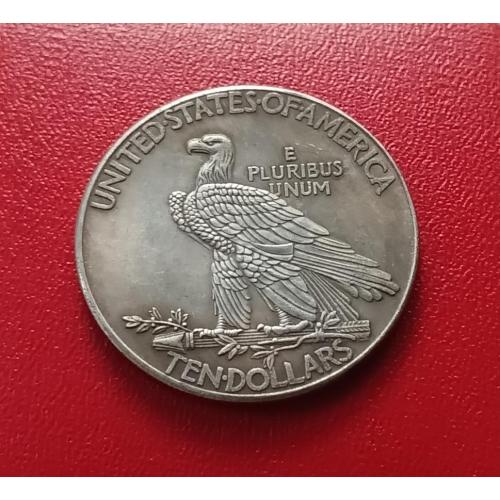 UNITED·STATES·OF·AMERICA
E
PLURIBUS
UNUM
TEN·DOLLARS